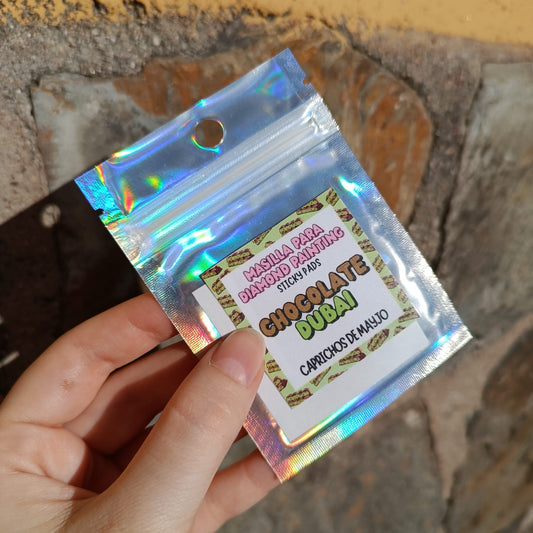 MASILLA PARA
DIAMOND PAINTING
STICKY PADS
CHOCOLATE
DUBAI
CAPRICHOS DE MAYJO